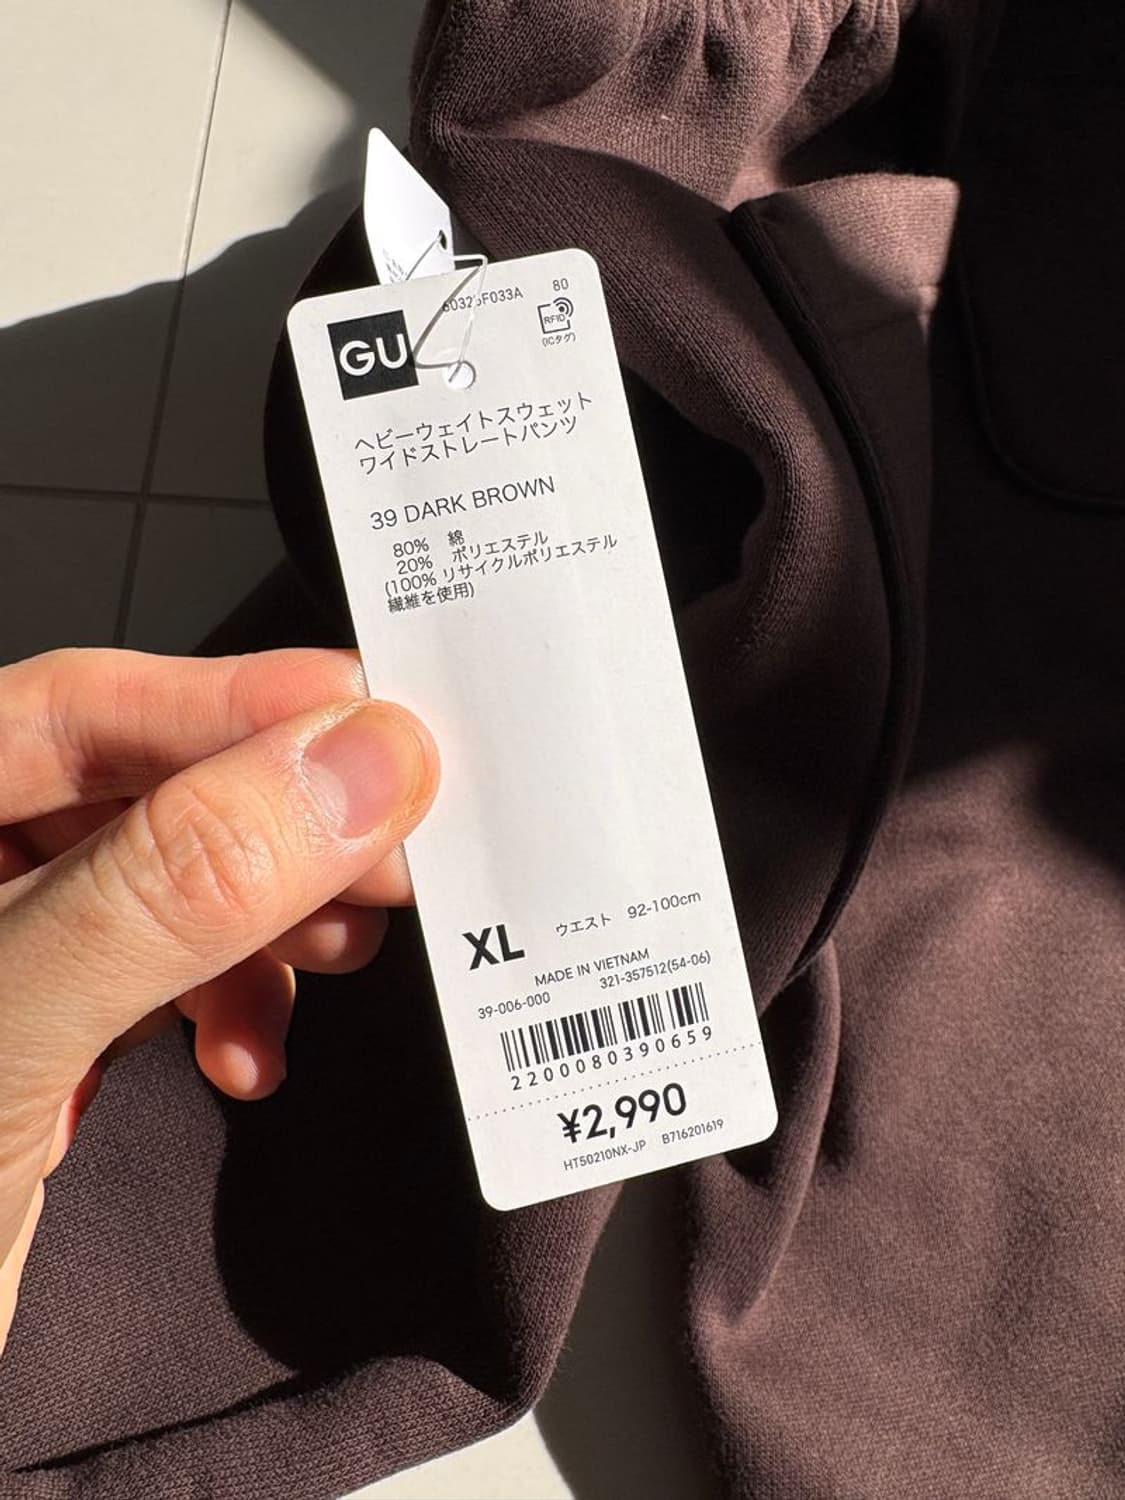 80
RFID
(ICタグ)
GU
ヘビーウェイトスウェット
ワイドストレートパンツ
39 DARK BROWN
80% 綿
20% ポリエステル
(100% リサイクルポリエステル
繊維を使用)
XL ウエスト 92-100cm
MADE IN VIETNAM
39-006-000 321-357512(54-06)
2200080390659
¥2,990
HT50210NX-JP B716201619